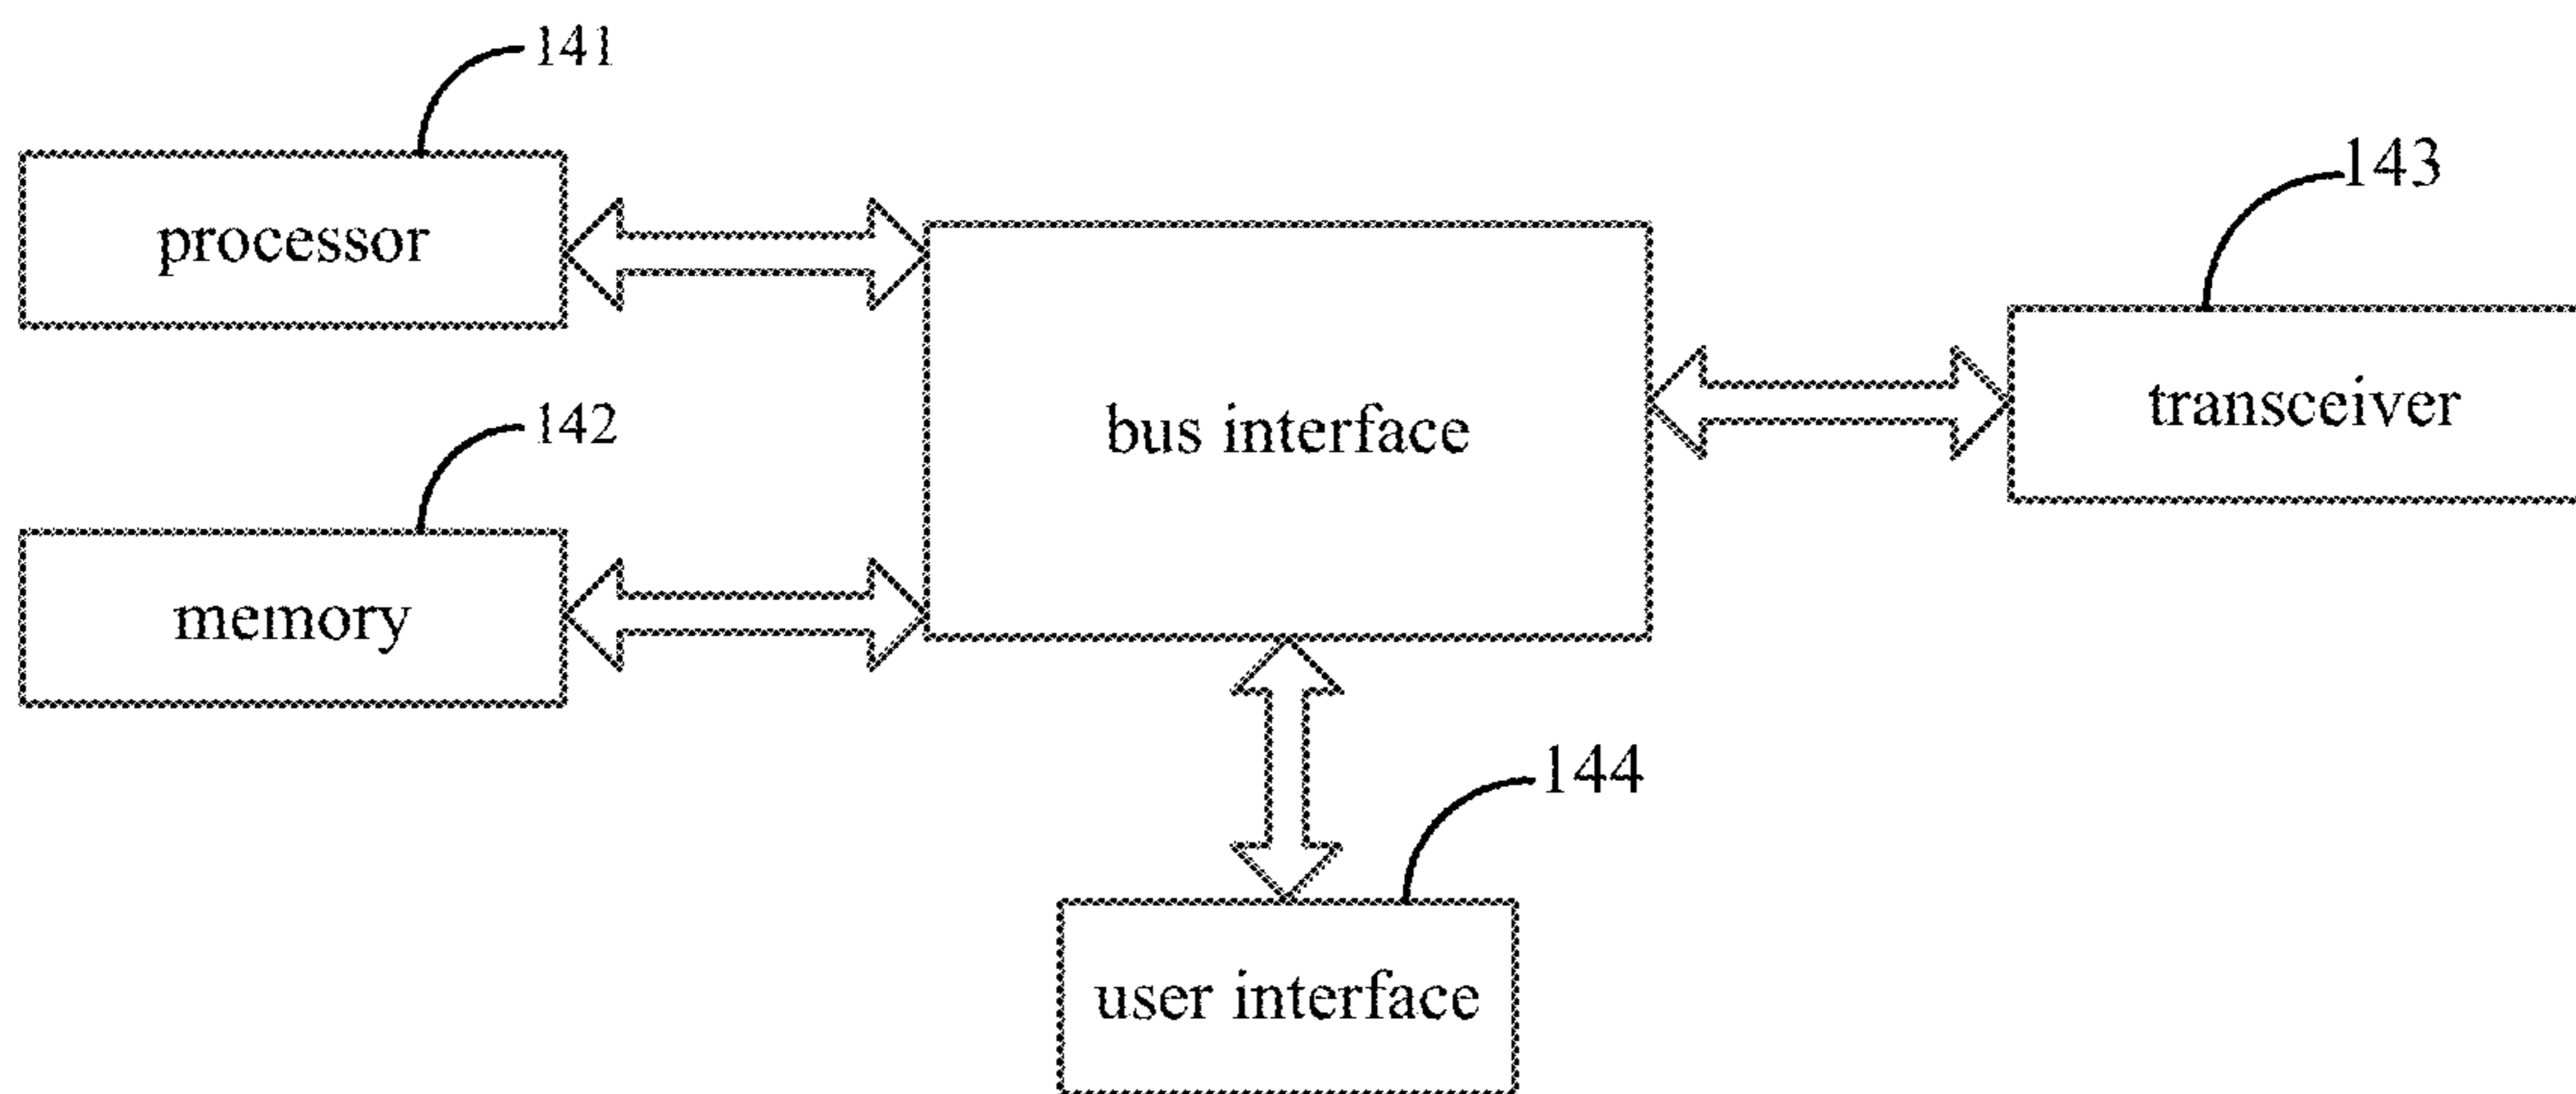 141
processor
142
memory
bus interface
143
transceiver
144
user interface